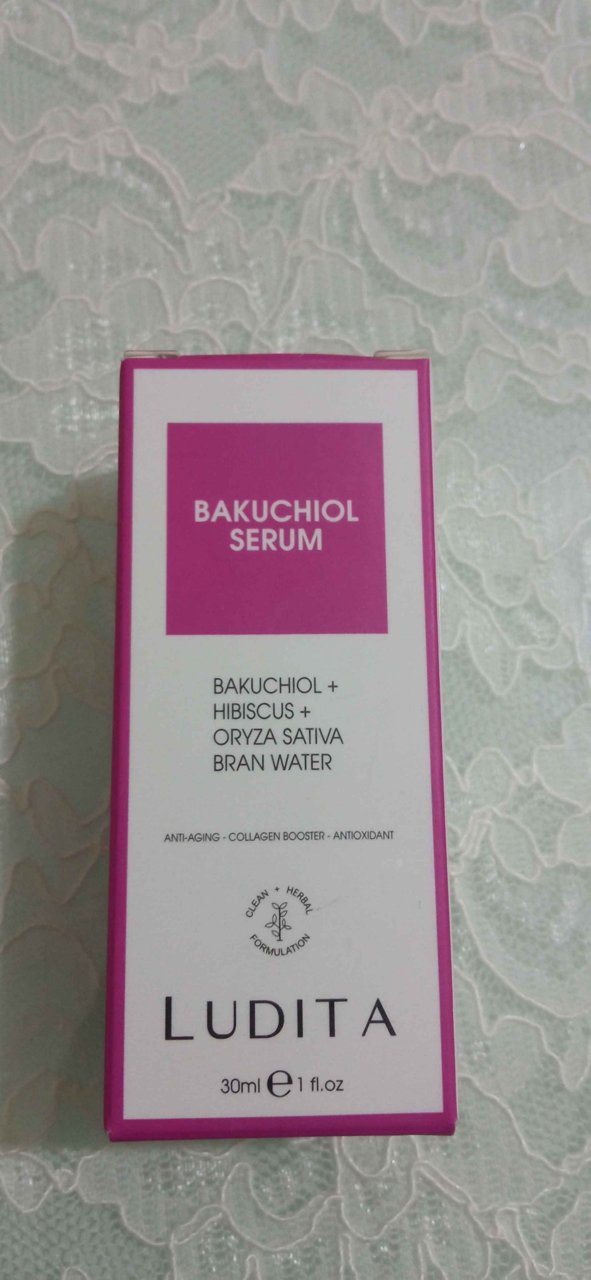 BAKUCHIOL
SERUM
BAKUCHIOL +
HIBISCUS +
ORYZA SATIVA
BRAN WATER
ANTI-AGING - COLLAGEN BOOSTER - ANTIOXIDANT
CLEAN + HERBAL
FORMULATION
LUDITA
30ml e 1 fl.oz